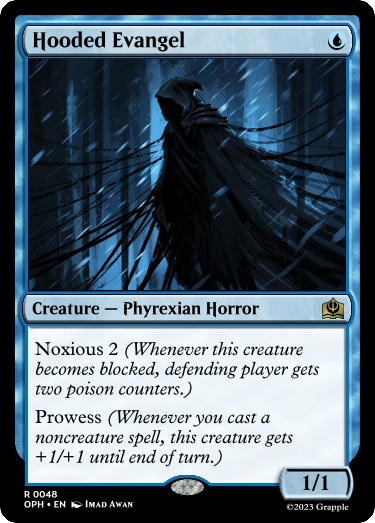 Hooded Evangel
Creature — Phyrexian Horror
Noxious 2 (Whenever this creature
becomes blocked, defending player gets
two poison counters.)
Prowess (Whenever you cast a
noncreature spell, this creature gets
+1/+1 until end of turn.)
1/1
R 0048
OPH • EN Imad Awan
©2023 Grapple